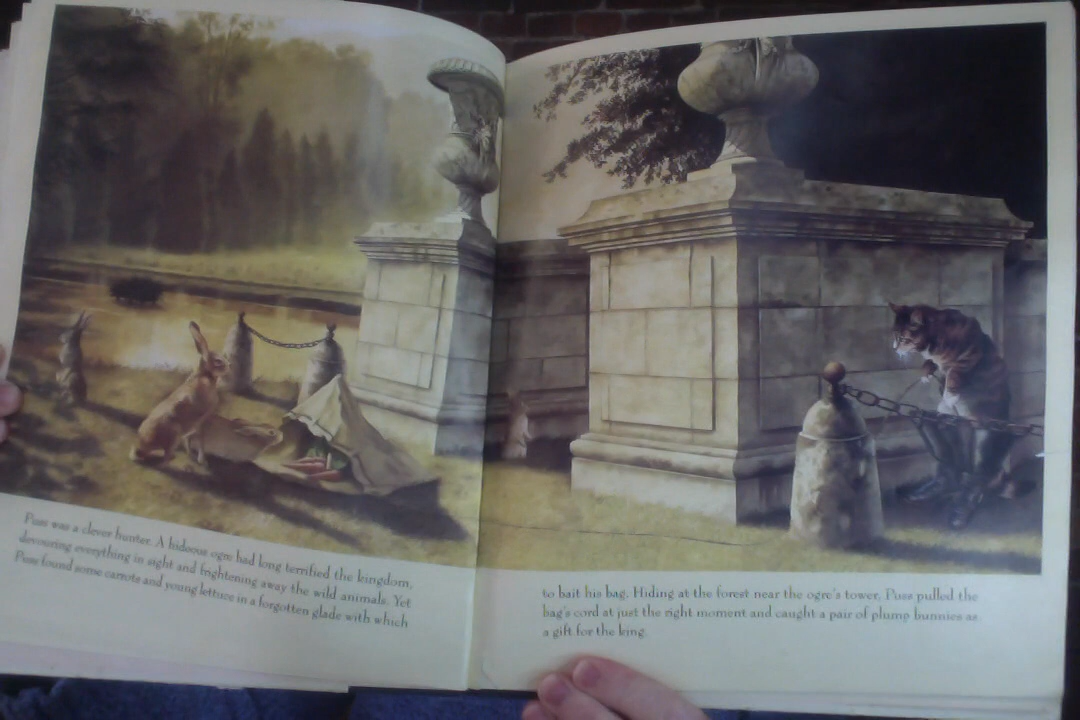 Puss was a clever hunter. A hideous ogre had long terrified the kingdom,
devouring everything in sight and frightening away the wild animals. Yet
Puss found some carrots and young lettuce in a forgotten glade with which
to bait his bag. Hiding at the forest near the ogre's tower, Puss pulled the
bag's cord at just the right moment and caught a pair of plump bunnies as
a gift for the king.